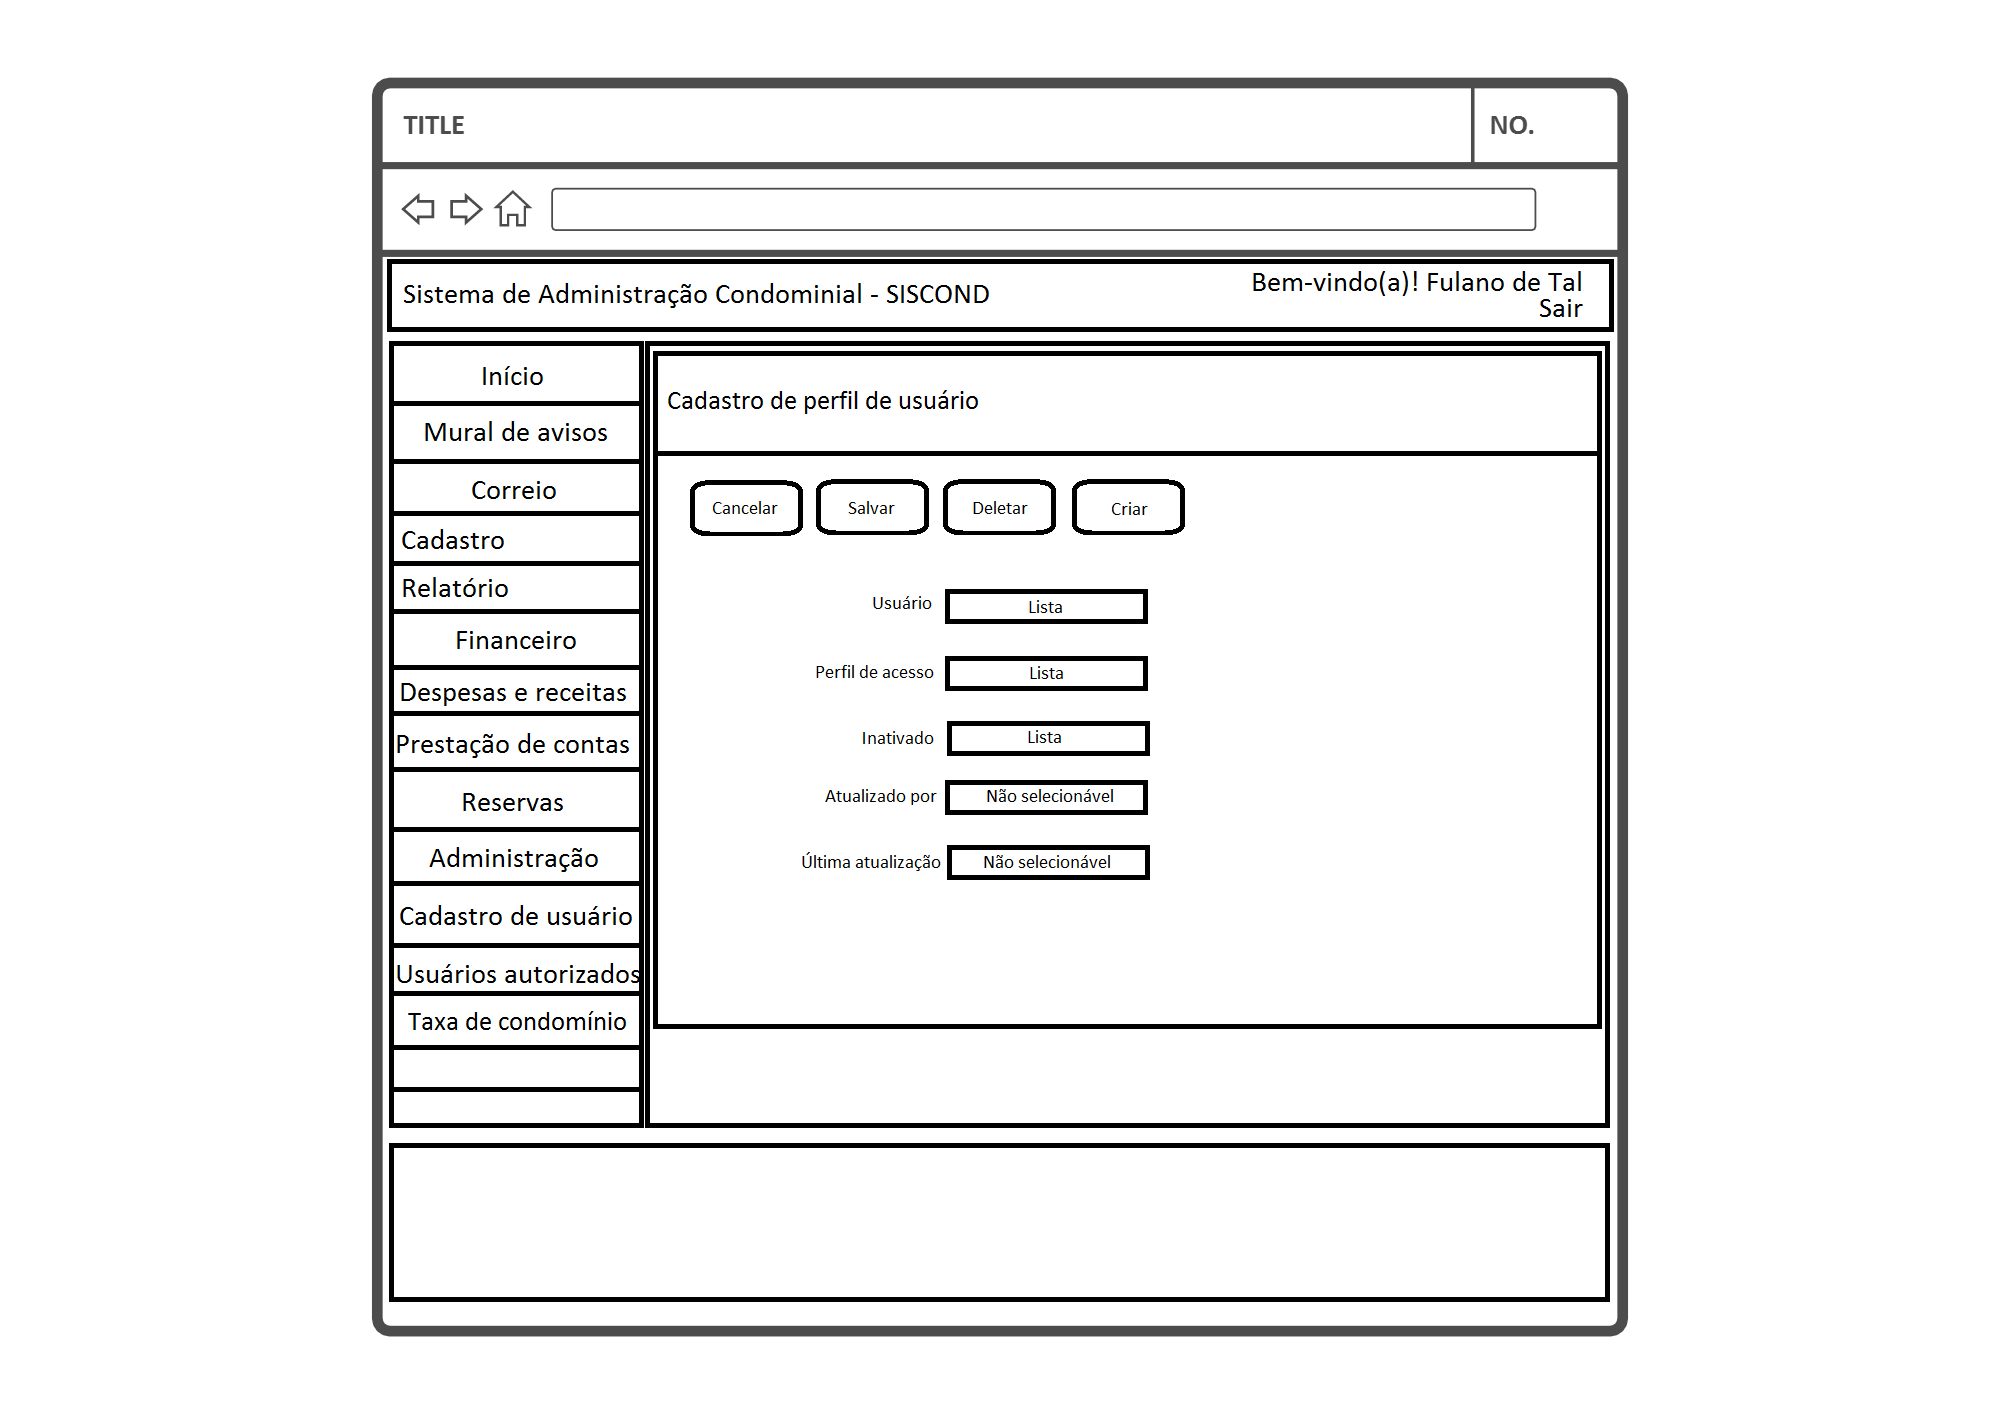 TITLE
NO.
Sistema de Administração Condominial - SISCOND
Bem-vindo(a)! Fulano de Tal
Sair
Início
Mural de avisos
Correio
Cadastro
Relatório
Financeiro
Despesas e receitas
Prestação de contas
Reservas
Administração
Cadastro de usuário
Usuários autorizados
Taxa de condomínio
Cadastro de perfil de usuário
Cancelar
Salvar
Deletar
Criar
Usuário Lista
Perfil de acesso Lista
Inativado Lista
Atualizado por Não selecionável
Última atualização Não selecionável